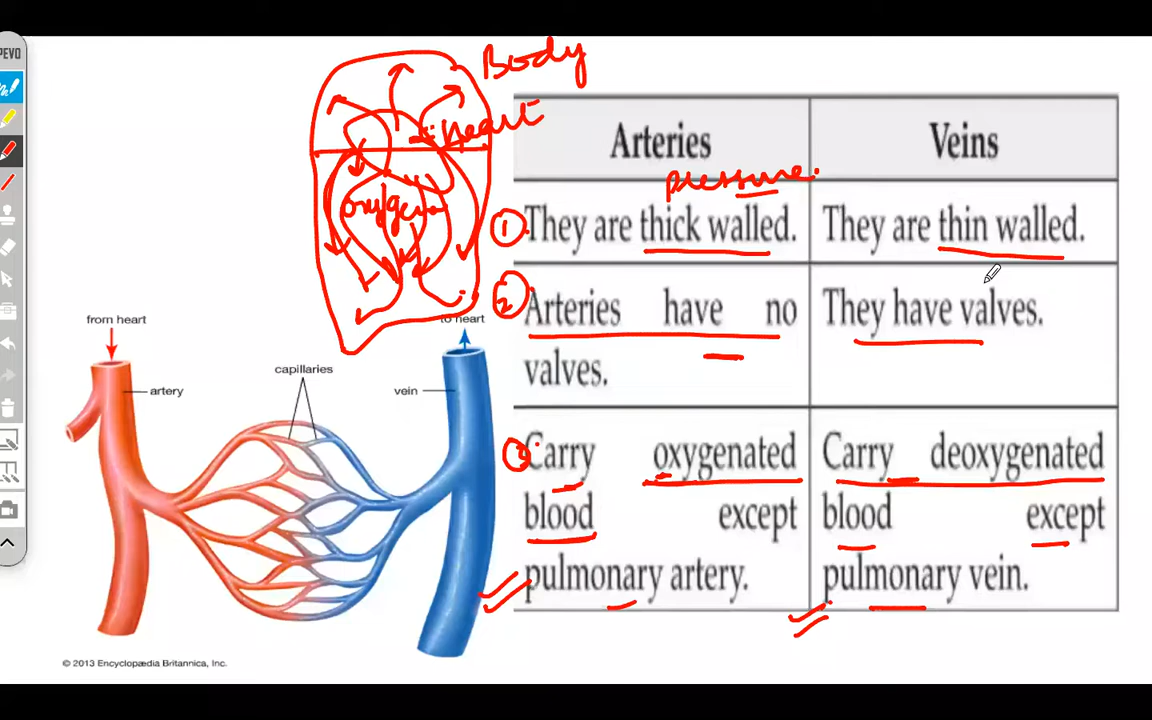 PEVO
Body
heart
oxygen
Arteries
Veins
pressure.
① They are thick walled.
They are thin walled.
② Arteries have no
valves.
They have valves.
③ Carry oxygenated
blood except
pulmonary artery.
Carry deoxygenated
blood except
pulmonary vein.
from heart
artery
capillaries
to heart
vein
© 2013 Encyclopædia Britannica, Inc.